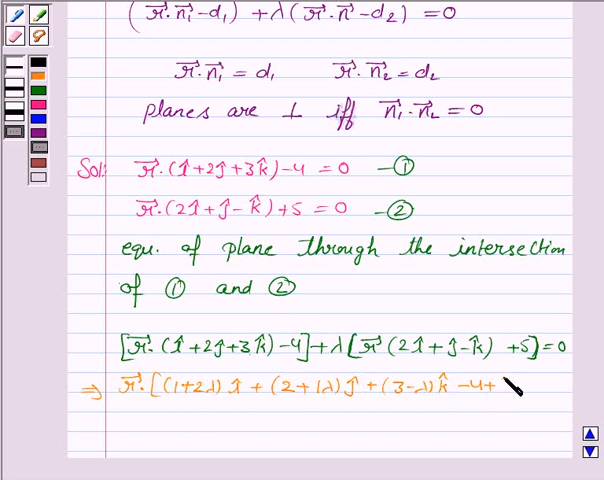 (r⃗·n⃗₁-d₁) + λ(r⃗·n⃗-d₂) = 0
r⃗·n⃗₁ = d₁ r⃗·n⃗₂ = d₂
planes are ⊥ iff n⃗₁·n⃗₂ = 0
Sol: r⃗·(î+2ĵ+3k̂)-4 = 0 -①
r⃗·(2î+ĵ-k̂)+5 = 0 -②
equ. of plane through the intersection
of ① and ②
[r⃗·(î+2ĵ+3k̂)-4]+λ[r⃗(2î+ĵ-k̂) +5]=0
⇒ r⃗·[(1+2λ)î + (2+1λ)ĵ + (3-λ)k̂ -4+